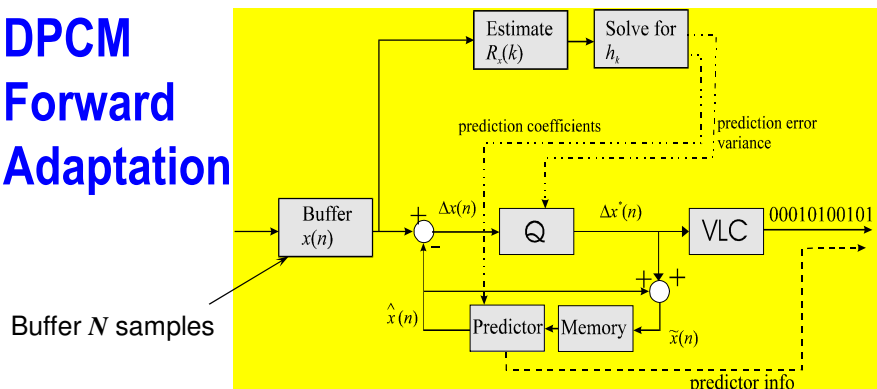 DPCM
Forward
Adaptation
Estimate
Rₓ(k)
Solve for
hₖ
prediction coefficients
prediction error
variance
Buffer
x(n)
+
-
Δx(n)
Q
Δx*(n)
VLC
00010100101
+
+
x̂(n)
Predictor
Memory
x̃(n)
Buffer N samples
predictor info